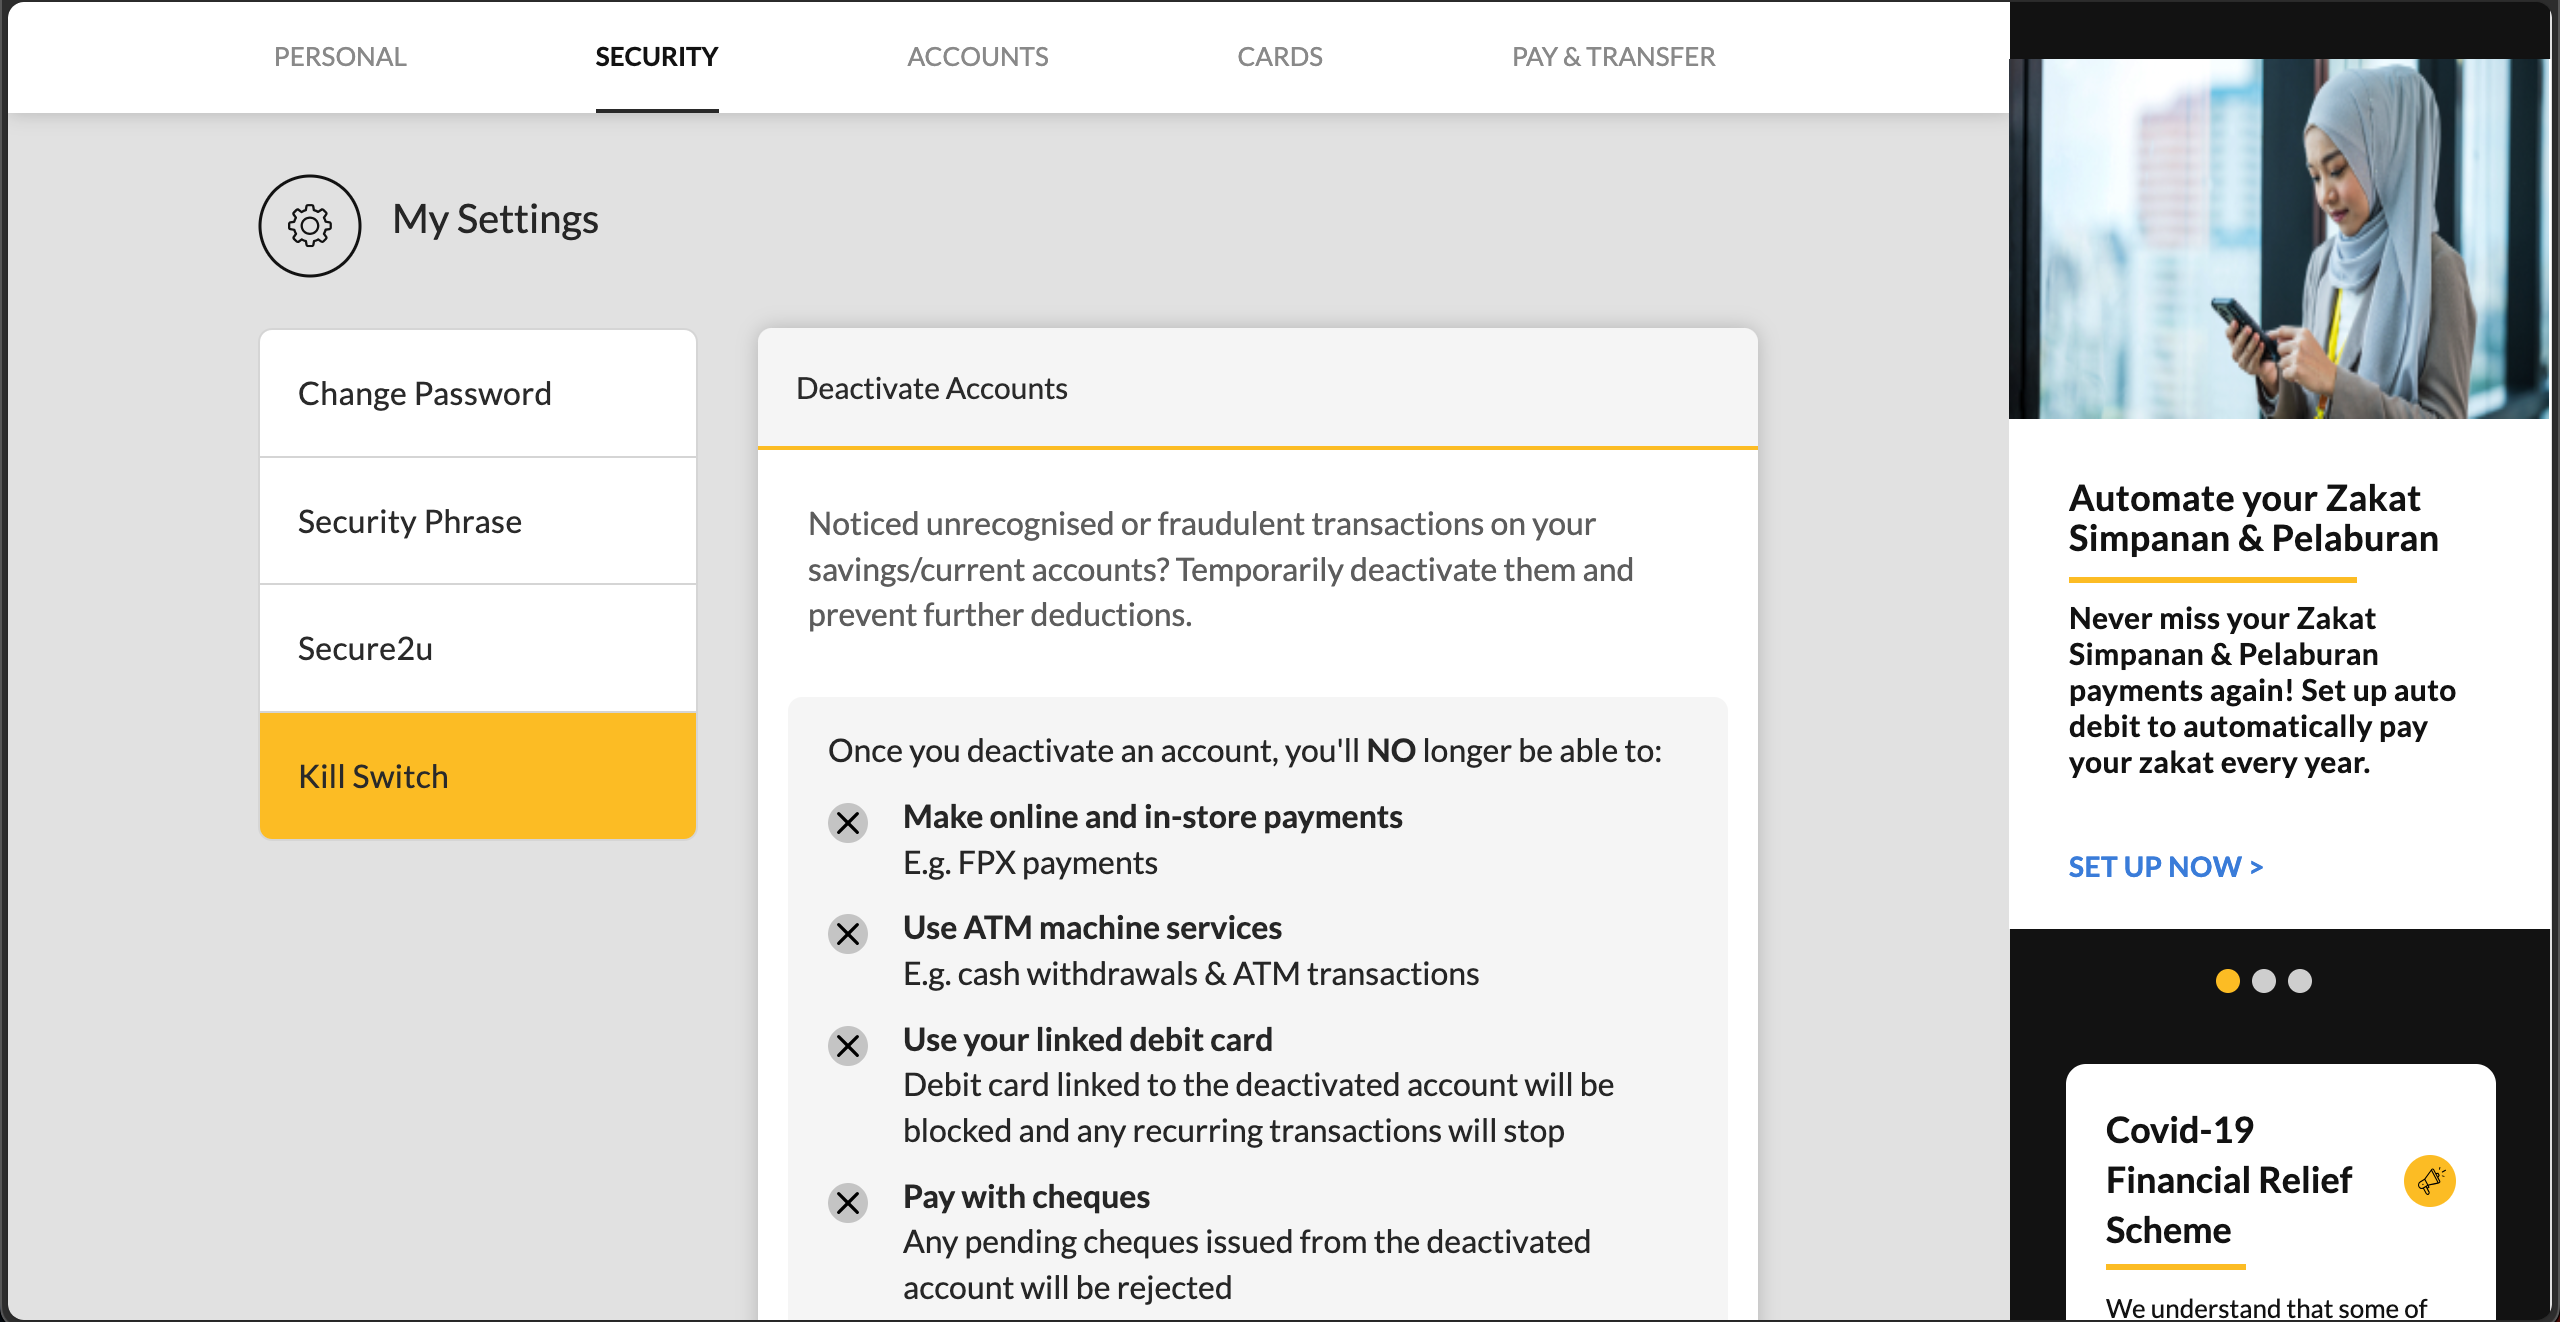 PERSONAL
SECURITY
ACCOUNTS
CARDS
PAY & TRANSFER
My Settings
Change Password
Security Phrase
Secure2u
Kill Switch
Deactivate Accounts
Noticed unrecognised or fraudulent transactions on your
savings/current accounts? Temporarily deactivate them and
prevent further deductions.
Once you deactivate an account, you'll NO longer be able to:
Make online and in-store payments
E.g. FPX payments
Use ATM machine services
E.g. cash withdrawals & ATM transactions
Use your linked debit card
Debit card linked to the deactivated account will be
blocked and any recurring transactions will stop
Pay with cheques
Any pending cheques issued from the deactivated
account will be rejected
Automate your Zakat
Simpanan & Pelaburan
Never miss your Zakat
Simpanan & Pelaburan
payments again! Set up auto
debit to automatically pay
your zakat every year.
SET UP NOW >
Covid-19
Financial Relief
Scheme
We understand that some of